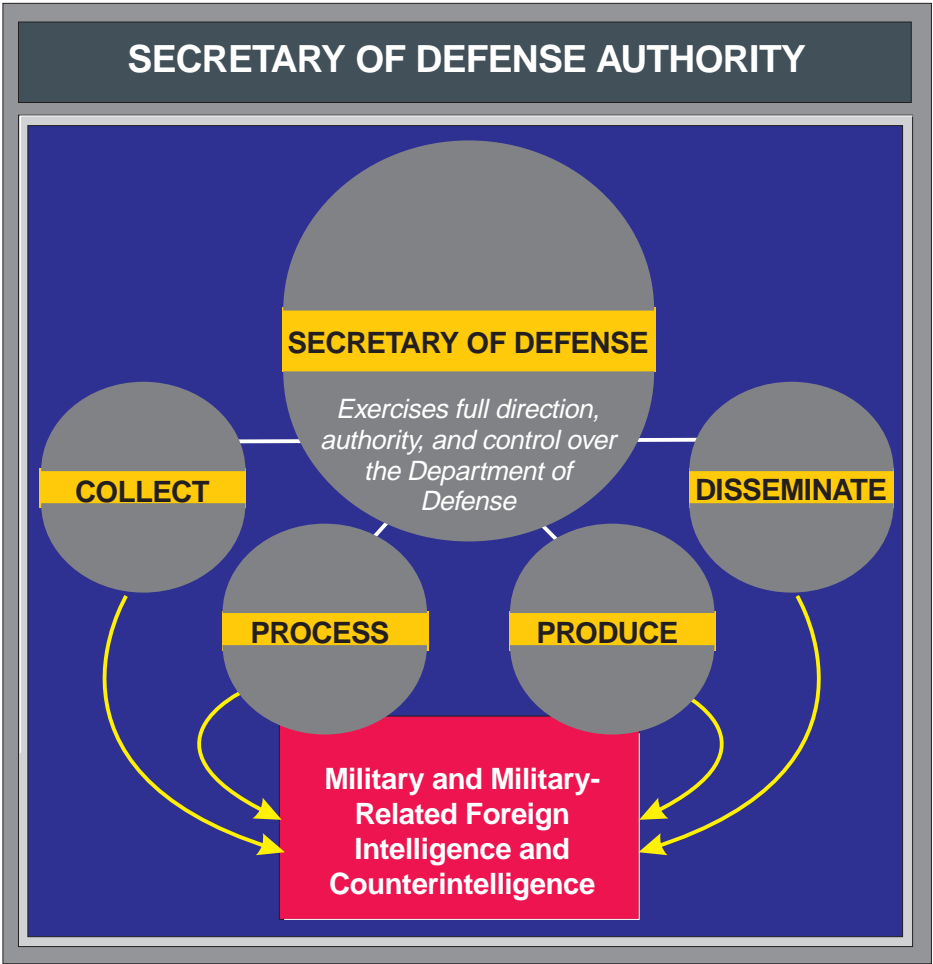 SECRETARY OF DEFENSE AUTHORITY
SECRETARY OF DEFENSE
Exercises full direction,
authority, and control over
the Department of
Defense
COLLECT
DISSEMINATE
PROCESS
PRODUCE
Military and Military-
Related Foreign
Intelligence and
Counterintelligence